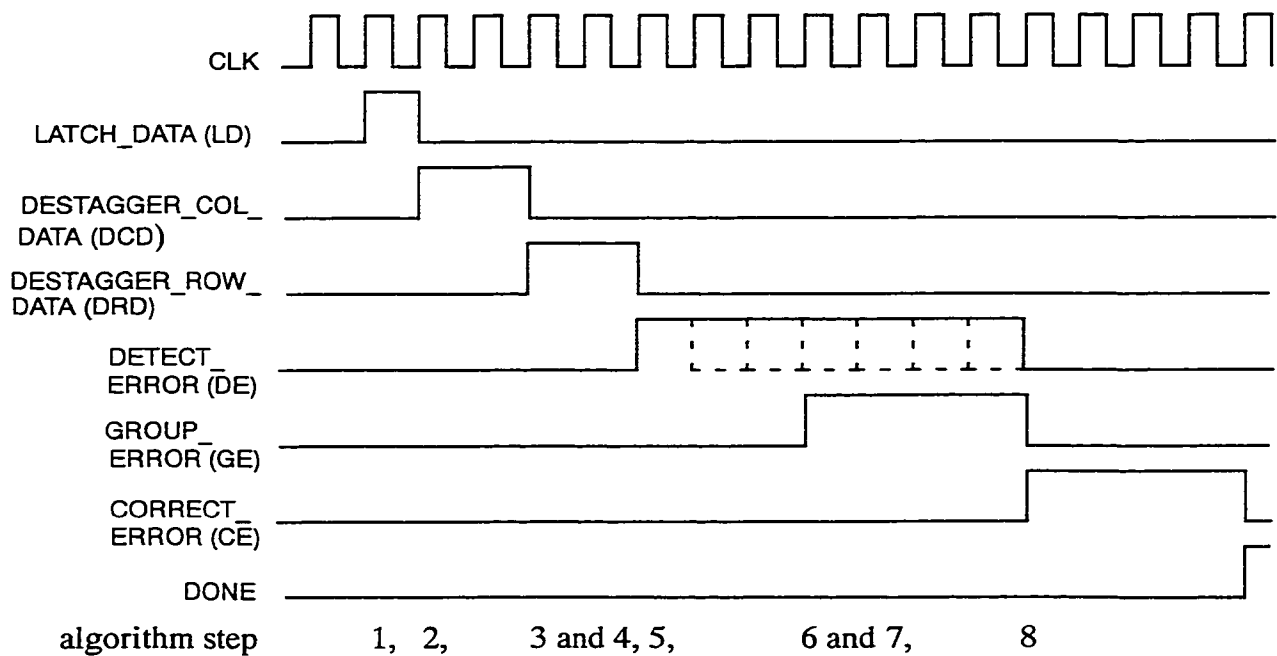 CLK
LATCH_DATA (LD)
DESTAGGER_COL_
DATA (DCD)
DESTAGGER_ROW_
DATA (DRD)
DETECT_
ERROR (DE)
GROUP_
ERROR (GE)
CORRECT_
ERROR (CE)
DONE
algorithm step 1, 2, 3 and 4, 5, 6 and 7, 8